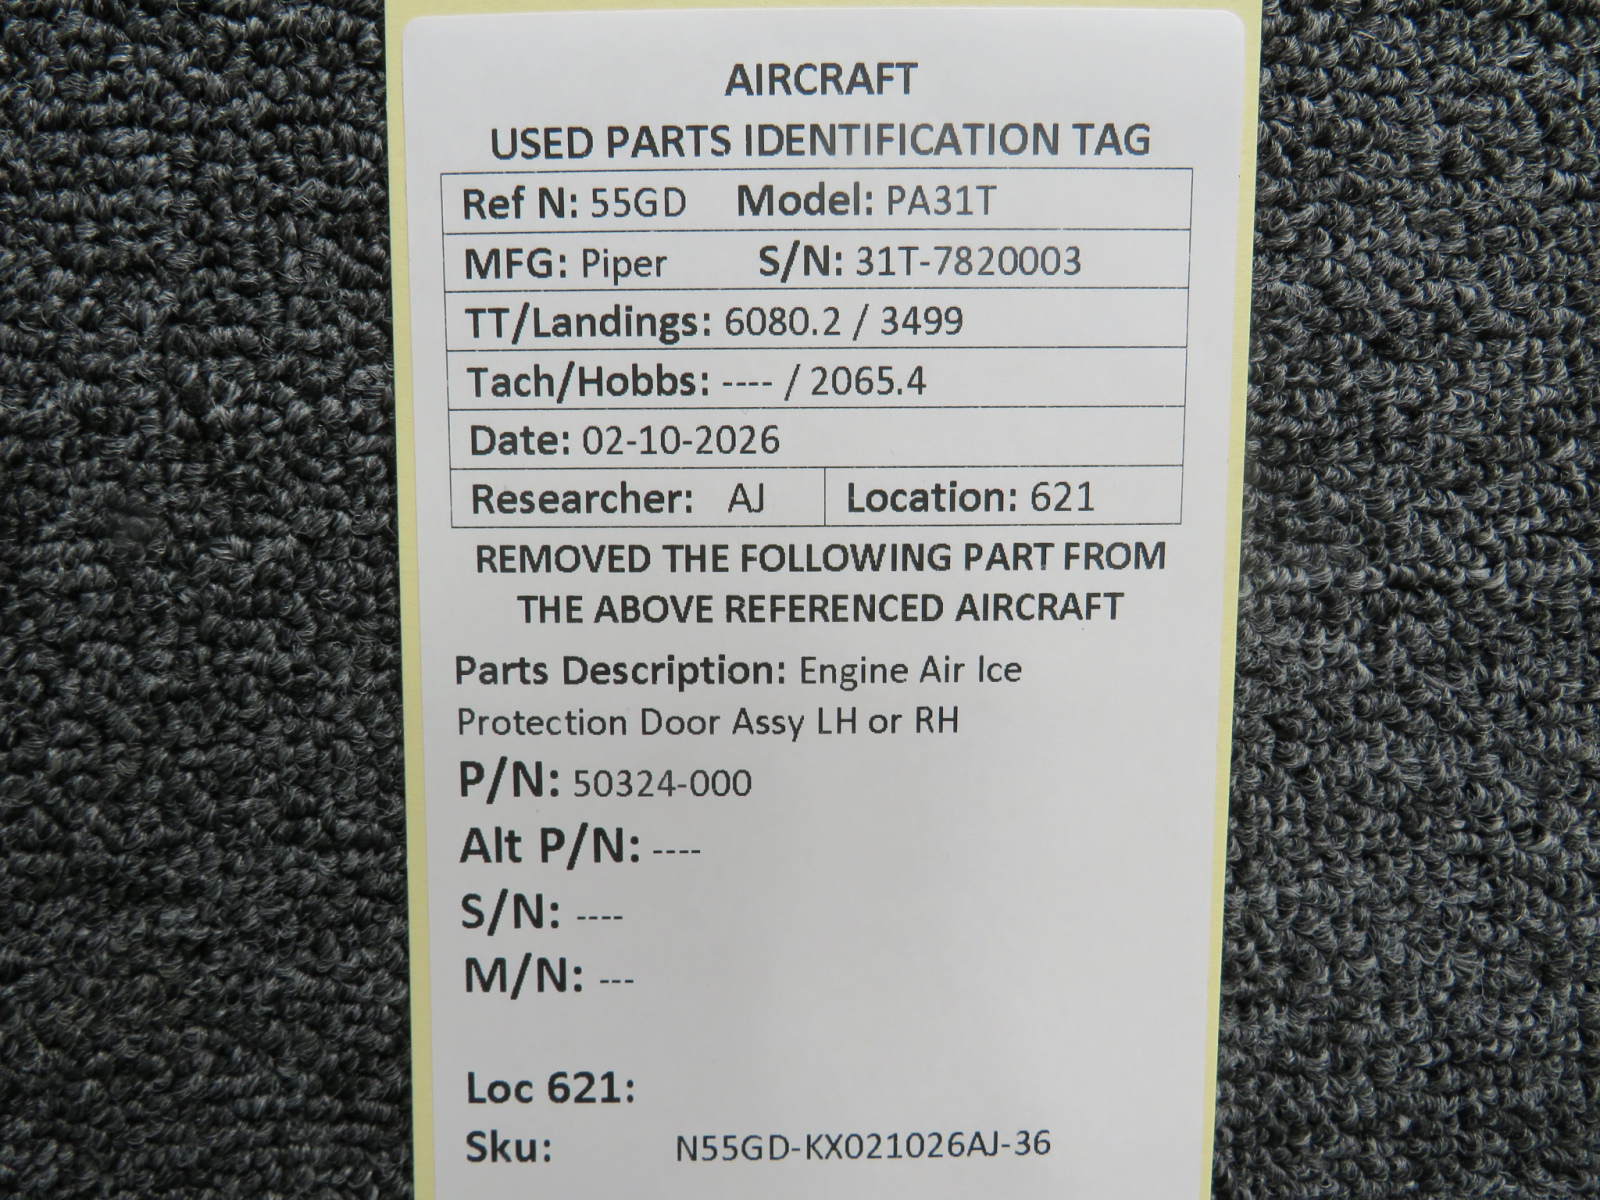 AIRCRAFT
USED PARTS IDENTIFICATION TAG
Ref N: 55GD Model: PA31T
MFG: Piper S/N: 31T-7820003
TT/Landings: 6080.2 / 3499
Tach/Hobbs: ---- / 2065.4
Date: 02-10-2026
Researcher: AJ Location: 621
REMOVED THE FOLLOWING PART FROM
THE ABOVE REFERENCED AIRCRAFT
Parts Description: Engine Air Ice
Protection Door Assy LH or RH
P/N: 50324-000
Alt P/N: ----
S/N: ----
M/N: ---
Loc 621:
Sku: N55GD-KX021026AJ-36